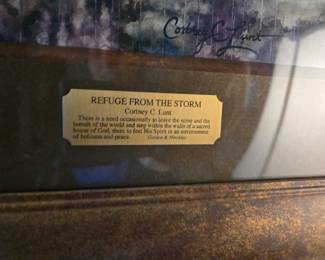 Cortney C. Lunt
REFUGE FROM THE STORM
Cortney C. Lunt
There is a need occasionally to leave the noise and the
tumult of the world and step within the walls of a sacred
house of God, there to feel His Spirit in an environment
of holiness and peace. Gordon B. Hinckley